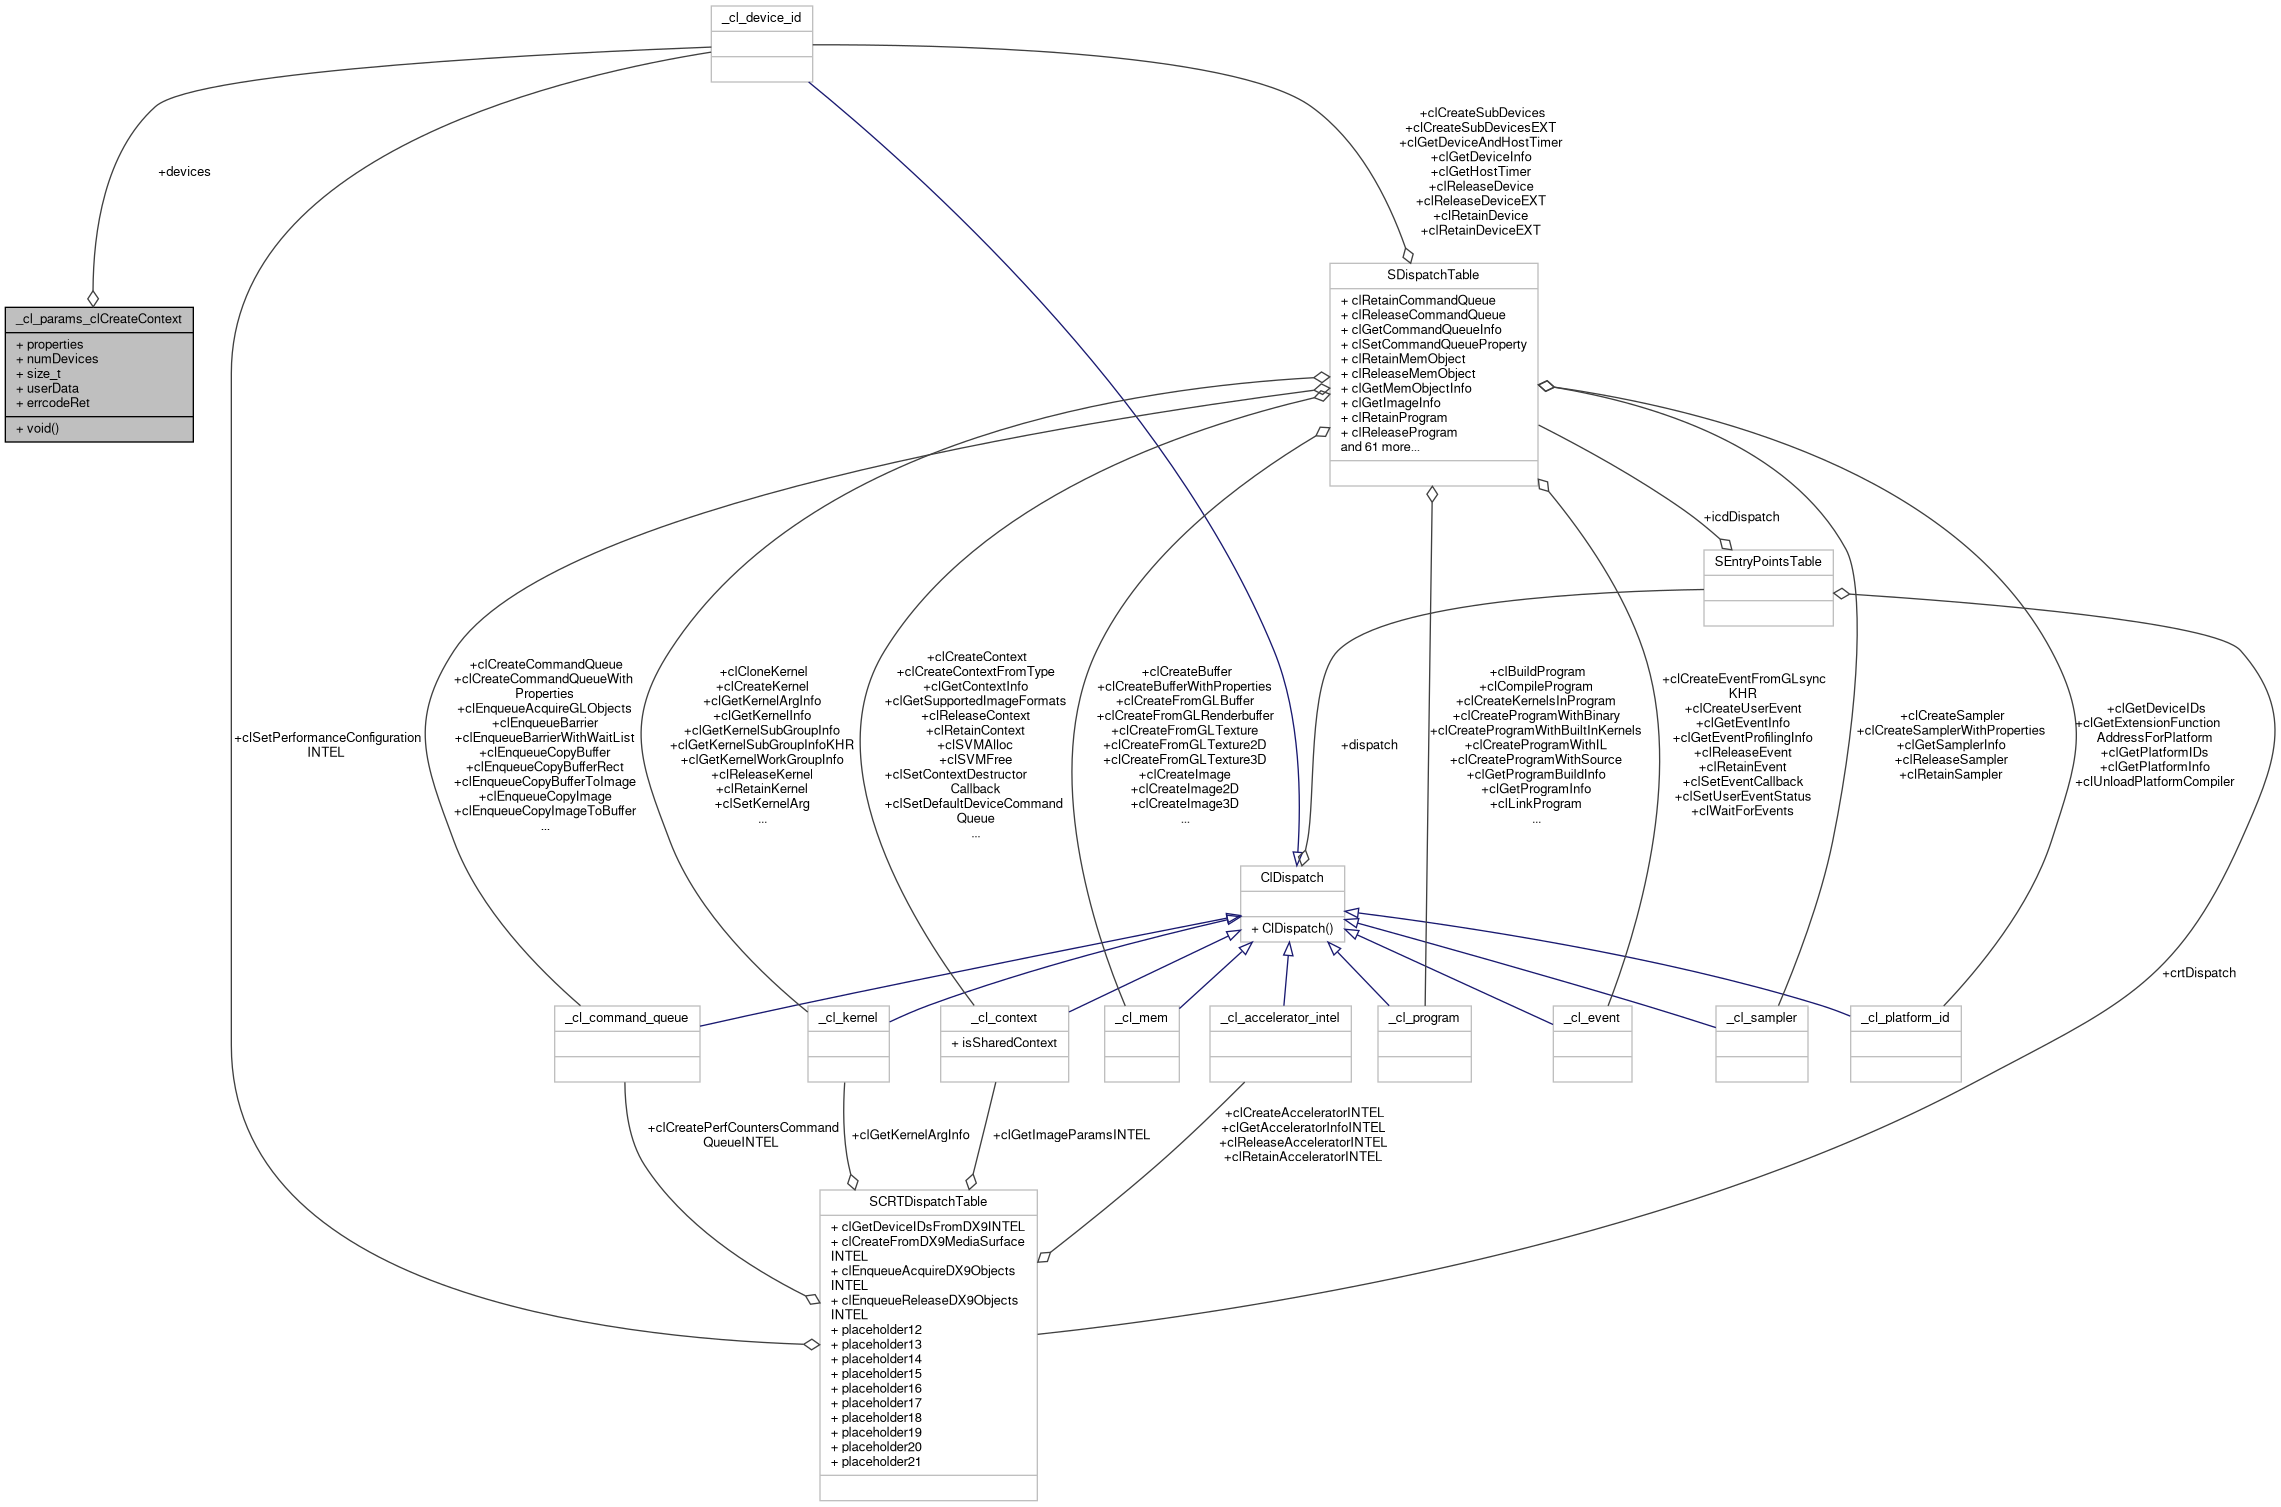 _cl_device_id
+clCreateSubDevices
+clCreateSubDevicesEXT
+clGetDeviceAndHostTimer
+clGetDeviceInfo
+clGetHostTimer
+clReleaseDevice
+clReleaseDeviceEXT
+clRetainDevice
+clRetainDeviceEXT
+devices
_cl_params_clCreateContext
+ properties
+ numDevices
+ size_t
+ userData
+ errcodeRet
+ void()
SDispatchTable
+ clRetainCommandQueue
+ clReleaseCommandQueue
+ clGetCommandQueueInfo
+ clSetCommandQueueProperty
+ clRetainMemObject
+ clReleaseMemObject
+ clGetMemObjectInfo
+ clGetImageInfo
+ clRetainProgram
+ clReleaseProgram
and 61 more...
+icdDispatch
SEntryPointsTable
+clSetPerformanceConfiguration
INTEL
+clCreateCommandQueue
+clCreateCommandQueueWith
Properties
+clEnqueueAcquireGLObjects
+clEnqueueBarrier
+clEnqueueBarrierWithWaitList
+clEnqueueCopyBuffer
+clEnqueueCopyBufferRect
+clEnqueueCopyBufferToImage
+clEnqueueCopyImage
+clEnqueueCopyImageToBuffer
...
+clCloneKernel
+clCreateKernel
+clGetKernelArgInfo
+clGetKernelInfo
+clGetKernelSubGroupInfo
+clGetKernelSubGroupInfoKHR
+clGetKernelWorkGroupInfo
+clReleaseKernel
+clRetainKernel
+clSetKernelArg
...
+clCreateContext
+clCreateContextFromType
+clGetContextInfo
+clGetSupportedImageFormats
+clReleaseContext
+clRetainContext
+clSVMAlloc
+clSVMFree
+clSetContextDestructor
Callback
+clSetDefaultDeviceCommand
Queue
...
+clCreateBuffer
+clCreateBufferWithProperties
+clCreateFromGLBuffer
+clCreateFromGLRenderbuffer
+clCreateFromGLTexture
+clCreateFromGLTexture2D
+clCreateFromGLTexture3D
+clCreateImage
+clCreateImage2D
+clCreateImage3D
...
+dispatch
+clBuildProgram
+clCompileProgram
+clCreateKernelsInProgram
+clCreateProgramWithBinary
+clCreateProgramWithBuiltInKernels
+clCreateProgramWithIL
+clCreateProgramWithSource
+clGetProgramBuildInfo
+clGetProgramInfo
+clLinkProgram
...
+clCreateEventFromGLsync
KHR
+clCreateUserEvent
+clGetEventInfo
+clGetEventProfilingInfo
+clReleaseEvent
+clRetainEvent
+clSetEventCallback
+clSetUserEventStatus
+clWaitForEvents
+clCreateSampler
+clCreateSamplerWithProperties
+clGetSamplerInfo
+clReleaseSampler
+clRetainSampler
+clGetDeviceIDs
+clGetExtensionFunction
AddressForPlatform
+clGetPlatformIDs
+clGetPlatformInfo
+clUnloadPlatformCompiler
ClDispatch
+ ClDispatch()
+crtDispatch
_cl_command_queue
_cl_kernel
_cl_context
+ isSharedContext
_cl_mem
_cl_accelerator_intel
_cl_program
_cl_event
_cl_sampler
_cl_platform_id
+clCreatePerfCountersCommand
QueueINTEL
+clGetKernelArgInfo
+clGetImageParamsINTEL
+clCreateAcceleratorINTEL
+clGetAcceleratorInfoINTEL
+clReleaseAcceleratorINTEL
+clRetainAcceleratorINTEL
SCRTDispatchTable
+ clGetDeviceIDsFromDX9INTEL
+ clCreateFromDX9MediaSurface
INTEL
+ clEnqueueAcquireDX9Objects
INTEL
+ clEnqueueReleaseDX9Objects
INTEL
+ placeholder12
+ placeholder13
+ placeholder14
+ placeholder15
+ placeholder16
+ placeholder17
+ placeholder18
+ placeholder19
+ placeholder20
+ placeholder21